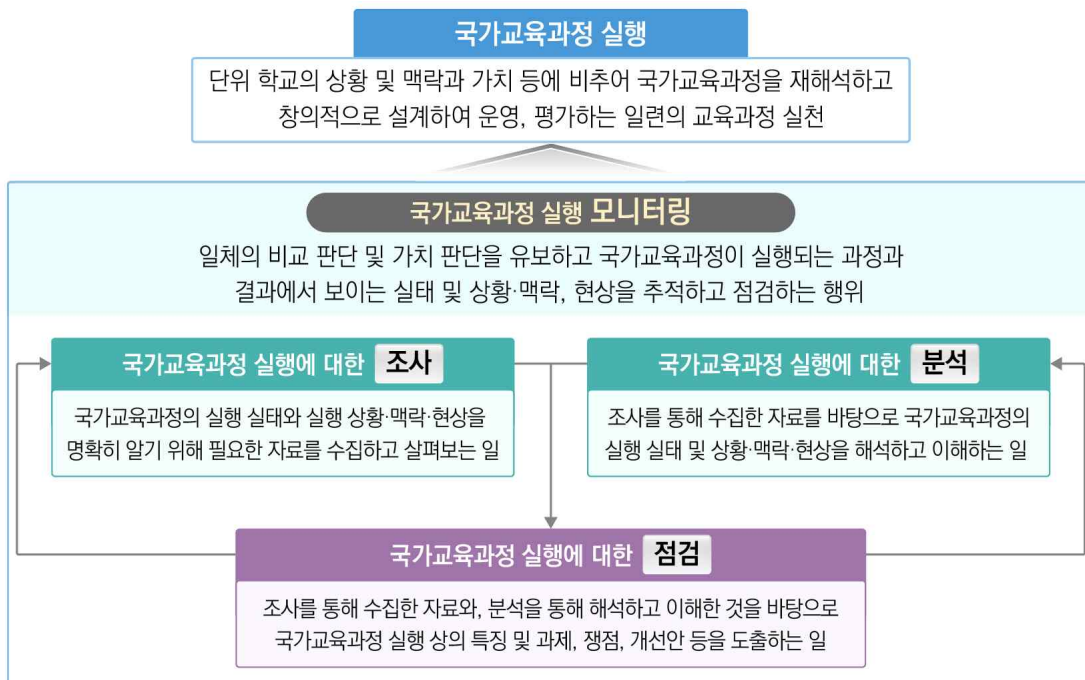 국가교육과정 실행
단위 학교의 상황 및 맥락과 가치 등에 비추어 국가교육과정을 재해석하고
창의적으로 설계하여 운영, 평가하는 일련의 교육과정 실천
국가교육과정 실행 모니터링
일체의 비교 판단 및 가치 판단을 유보하고 국가교육과정이 실행되는 과정과
결과에서 보이는 실태 및 상황·맥락, 현상을 추적하고 점검하는 행위
국가교육과정 실행에 대한 조사
국가교육과정의 실행 실태와 실행 상황·맥락·현상을
명확히 알기 위해 필요한 자료를 수집하고 살펴보는 일
국가교육과정 실행에 대한 분석
조사를 통해 수집한 자료를 바탕으로 국가교육과정의
실행 실태 및 상황·맥락·현상을 해석하고 이해하는 일
국가교육과정 실행에 대한 점검
조사를 통해 수집한 자료와, 분석을 통해 해석하고 이해한 것을 바탕으로
국가교육과정 실행 상의 특징 및 과제, 쟁점, 개선안 등을 도출하는 일